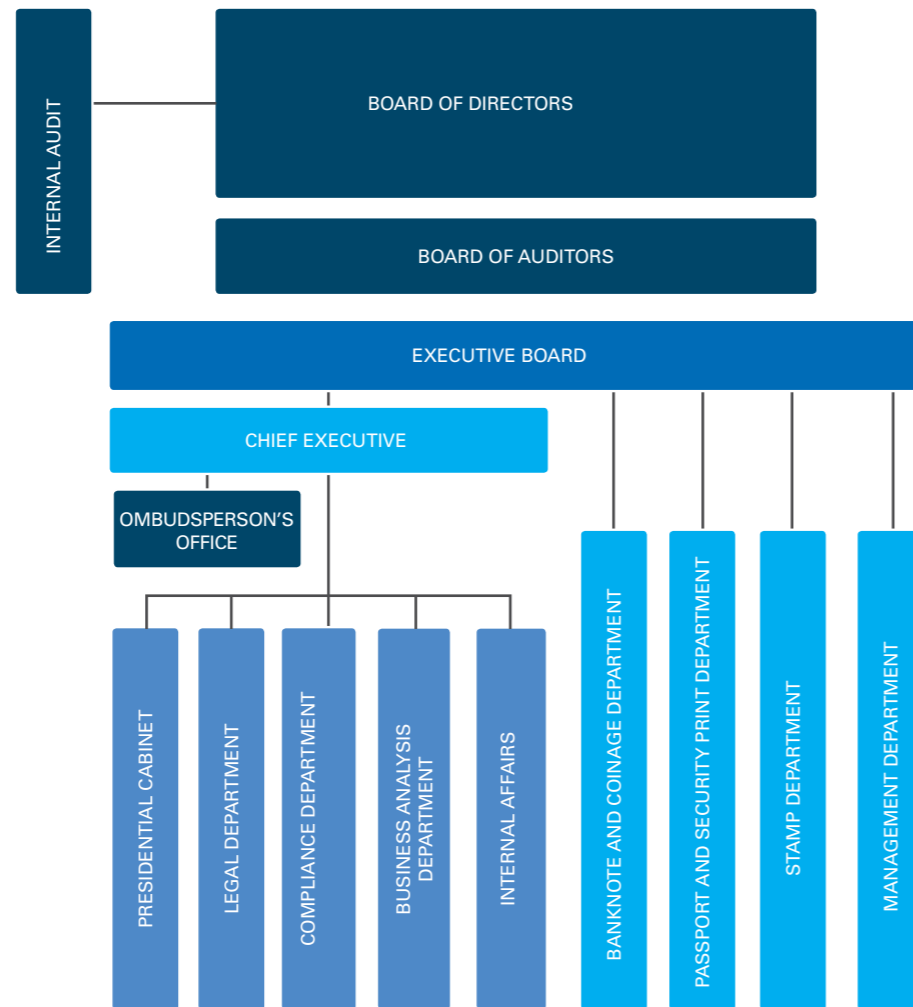 INTERNAL AUDIT
BOARD OF DIRECTORS
BOARD OF AUDITORS
EXECUTIVE BOARD
CHIEF EXECUTIVE
OMBUDSPERSON'S
OFFICE
PRESIDENTIAL CABINET
LEGAL DEPARTMENT
COMPLIANCE DEPARTMENT
BUSINESS ANALYSIS
DEPARTMENT
INTERNAL AFFAIRS
BANKNOTE AND COINAGE DEPARTMENT
PASSPORT AND SECURITY PRINT DEPARTMENT
STAMP DEPARTMENT
MANAGEMENT DEPARTMENT